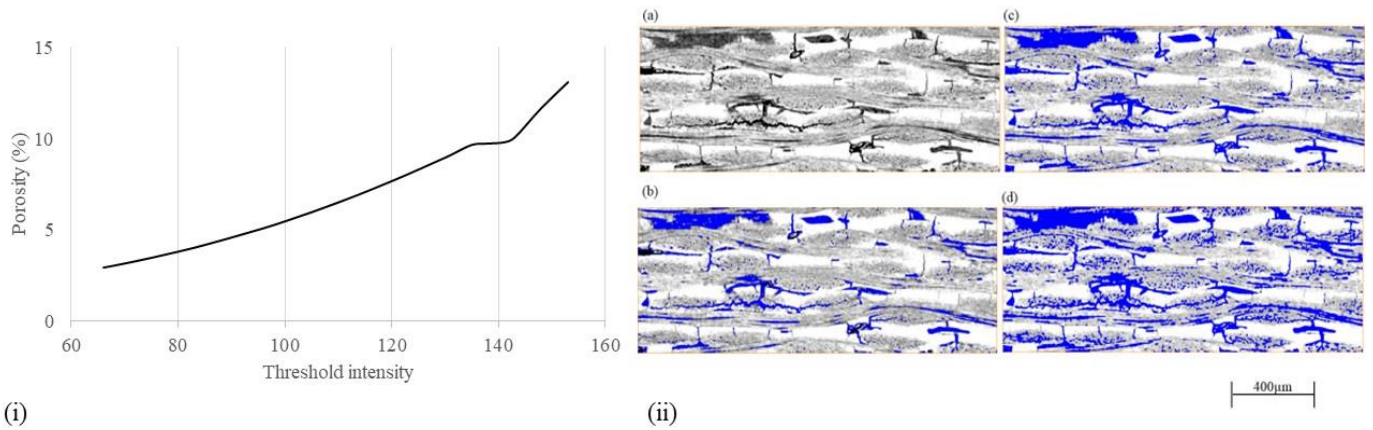 15
10
5
0
Porosity (%)
60 80 100 120 140 160
Threshold intensity
(i)
(a)
(c)
(b)
(d)
400μm
(ii)